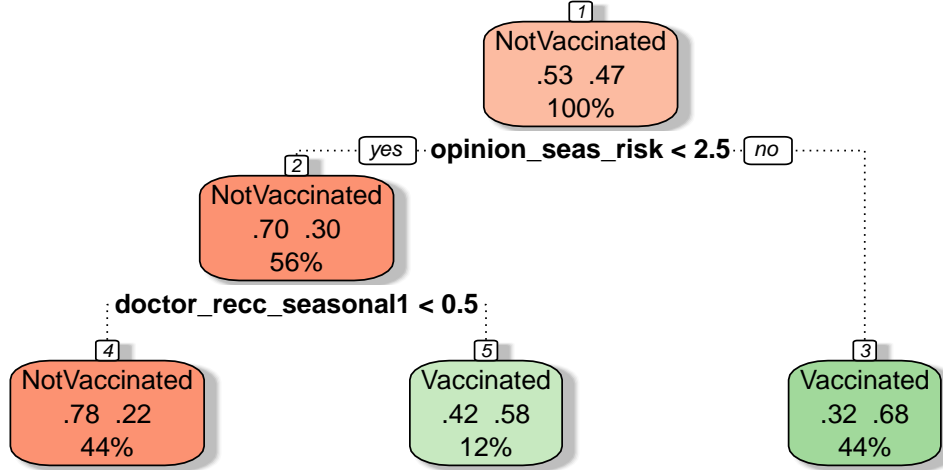 1
NotVaccinated
.53 .47
100%
yes opinion_seas_risk < 2.5 no
2
NotVaccinated
.70 .30
56%
doctor_recc_seasonal1 < 0.5
4
NotVaccinated
.78 .22
44%
5
Vaccinated
.42 .58
12%
3
Vaccinated
.32 .68
44%